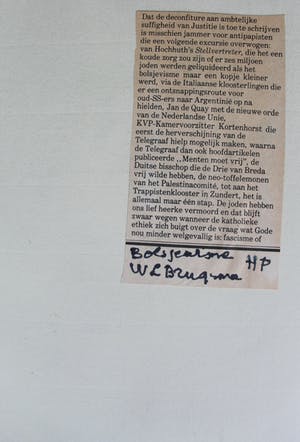 Dat de deconfiture aan ambtelijke
suffigheid van Justitie is toe te schrijven
is misschien jammer voor antipapisten
die een volgende excursie overwogen:
van Hochhuth's Stellvertreter, die het een
koude zorg zou zijn of er zes miljoen
joden werden geliquideerd als het
bolsjevisme maar een kopje kleiner
werd, via de Italiaanse kloosterlingen die
er een ontsnappingsroute voor
oud-SS-ers naar Argentinië op na
hielden, Jan de Quay met de nieuwe orde
van de Nederlandse Unie,
KVP-Kamervoorzitter Kortenhorst die
eerst de herverschijning van de
Telegraaf hielp mogelijk maken, waarna
de Telegraaf dan ook hoofdartikelen
publiceerde „Menten moet vrij", de
Duitse bisschop die de Drie van Breda
vrij wilde hebben, de neo-toffelemonen
van het Palestinacomité, tot aan het
Trappistenklooster in Zundert, het is
allemaal maar één stap. De joden hebben
ons lief heerke vermoord en dat blijft
zwaar wegen wanneer de katholieke
ethiek zich buigt over de vraag wat Gode
nou minder welgevallig is: fascisme of
HP
WLBrugsma